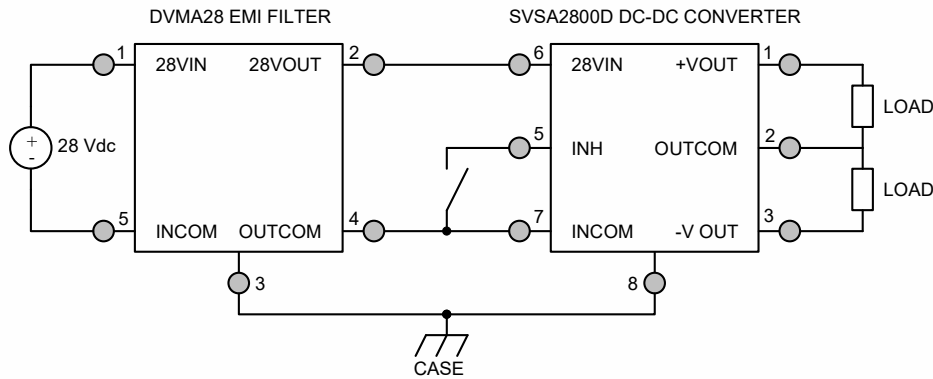 DVMA28 EMI FILTER
SVSA2800D DC-DC CONVERTER
1 28VIN 28VOUT 2
6 28VIN +VOUT 1
LOAD
+
-
28 Vdc
5 INH OUTCOM 2
LOAD
5 INCOM OUTCOM 4
7 INCOM -V OUT 3
3
8
CASE